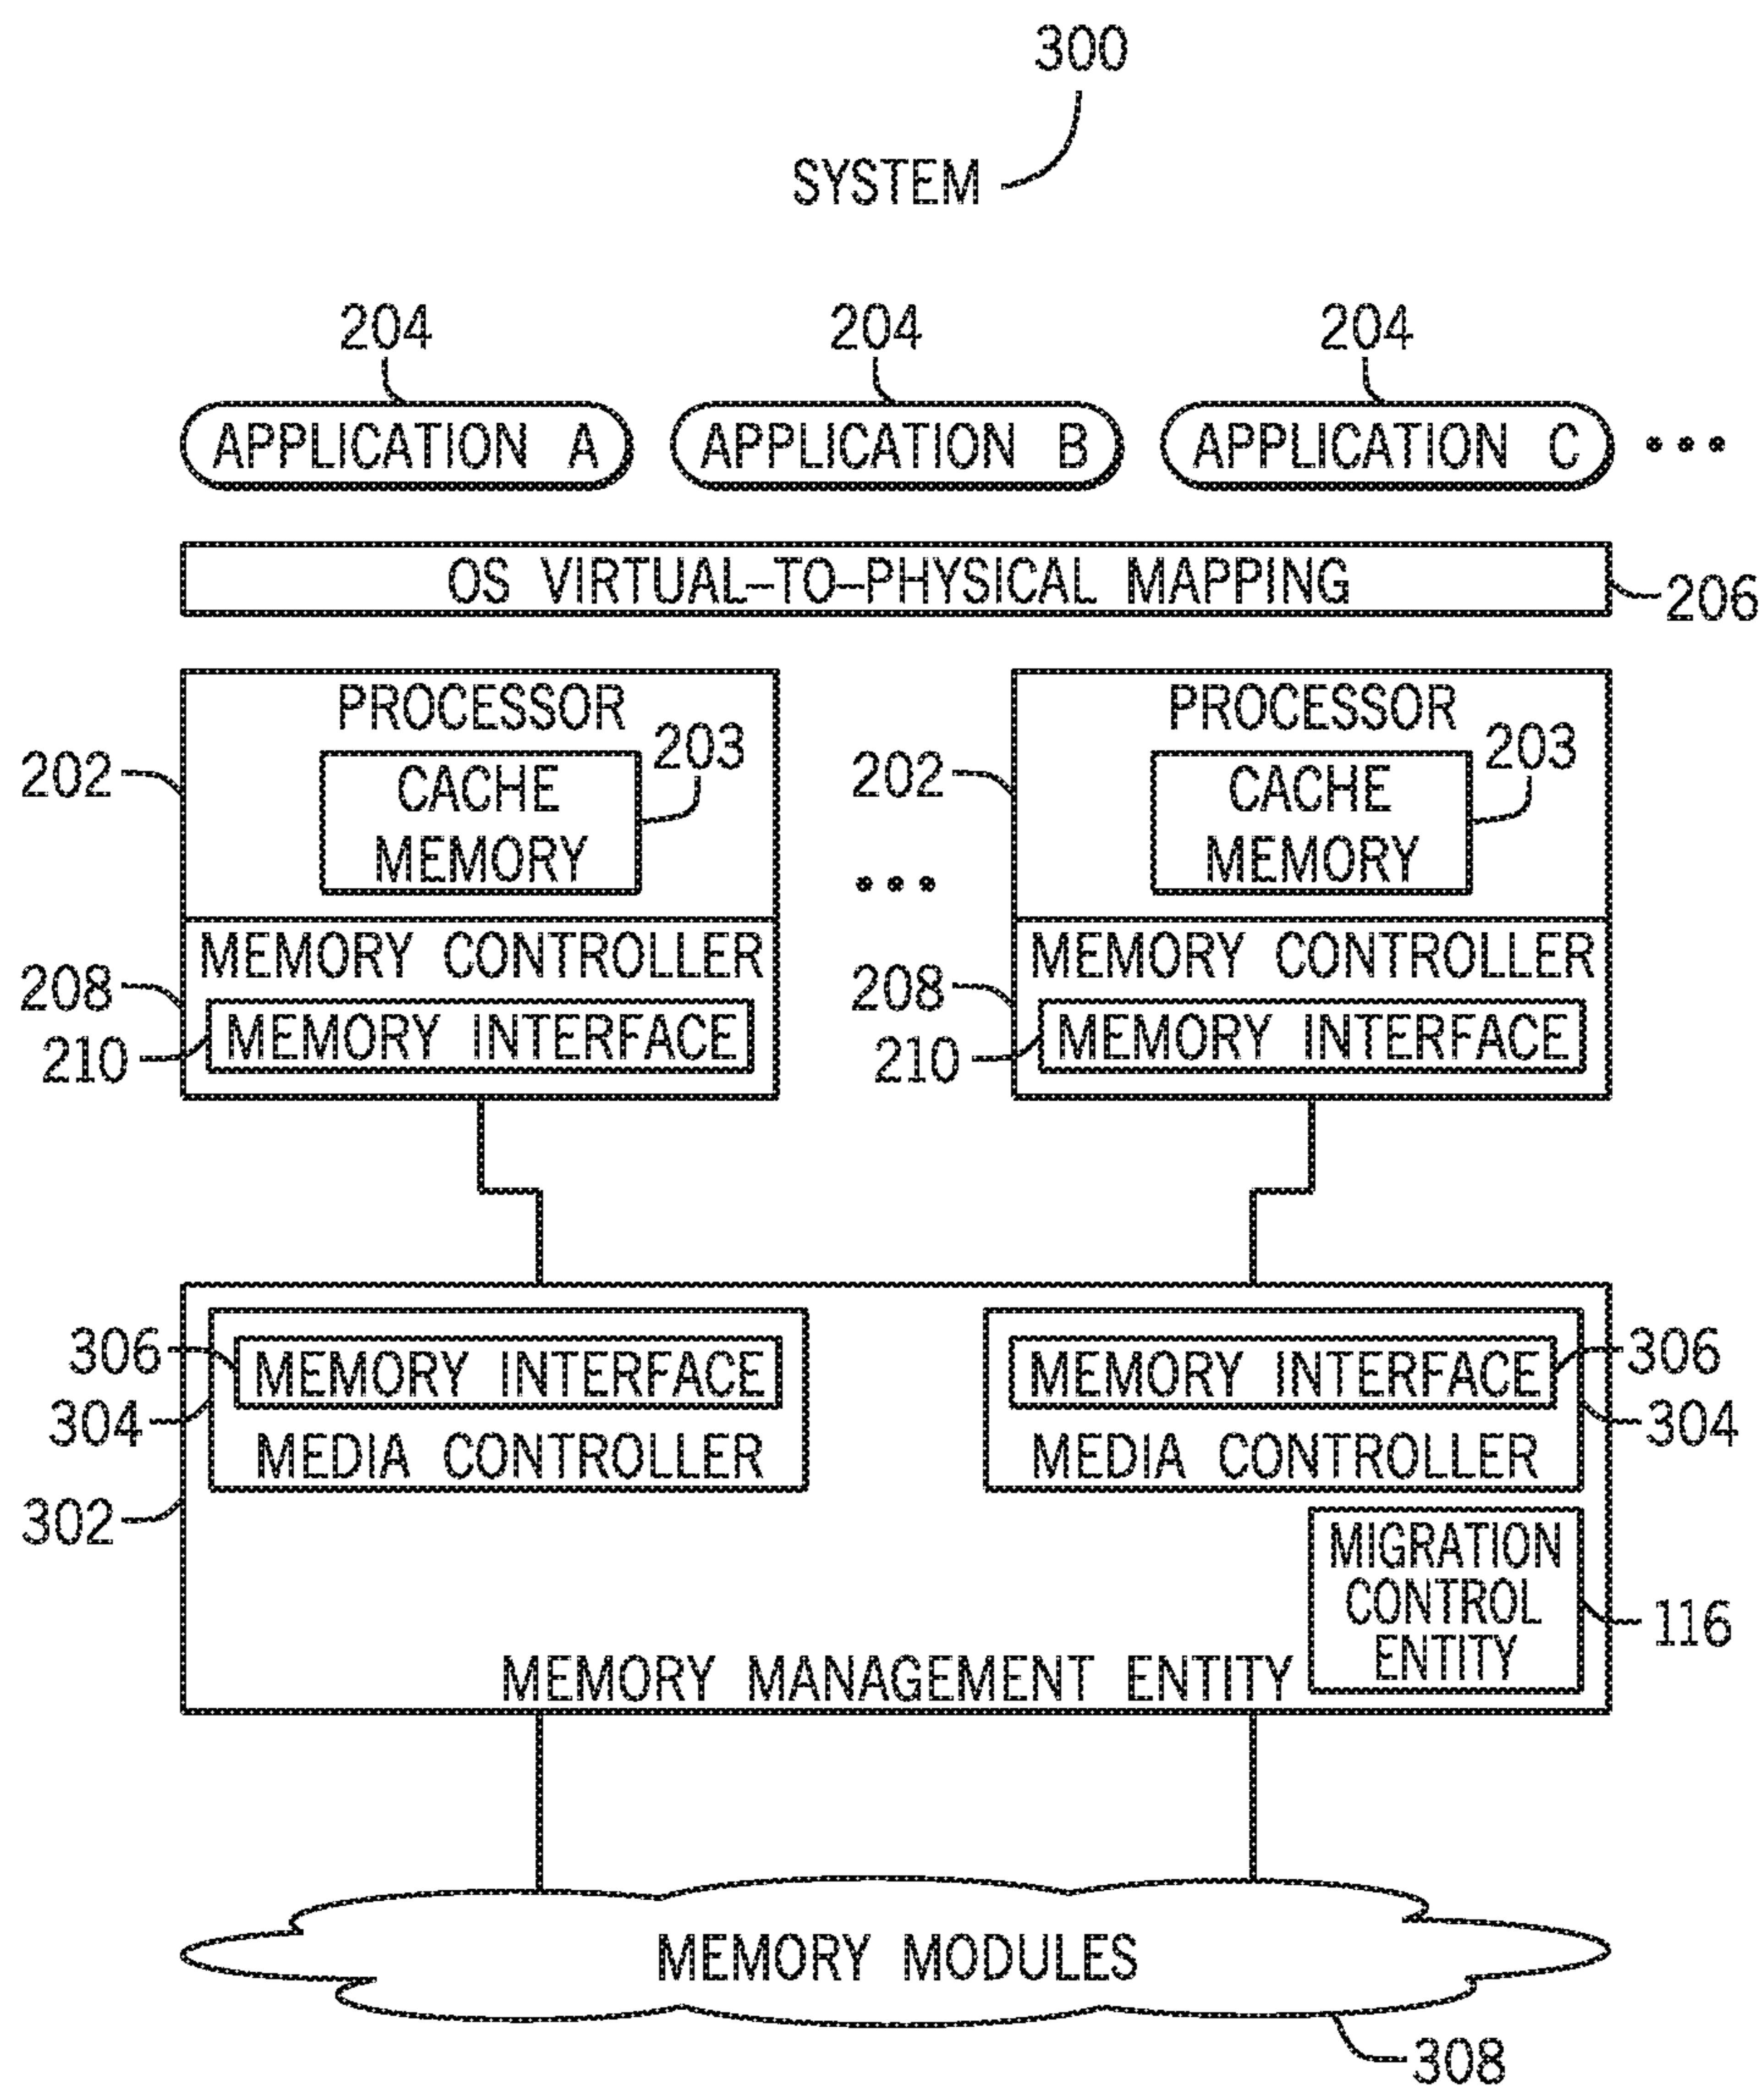 300
SYSTEM
204 204 204
APPLICATION A APPLICATION B APPLICATION C •••
OS VIRTUAL–TO–PHYSICAL MAPPING
206
PROCESSOR PROCESSOR
202 203 202 203
CACHE CACHE
MEMORY MEMORY
•••
MEMORY CONTROLLER MEMORY CONTROLLER
208 208
MEMORY INTERFACE MEMORY INTERFACE
210 210
306 MEMORY INTERFACE MEMORY INTERFACE 306
304 304
MEDIA CONTROLLER MEDIA CONTROLLER
302
MIGRATION
CONTROL
ENTITY
116
MEMORY MANAGEMENT ENTITY
MEMORY MODULES
308